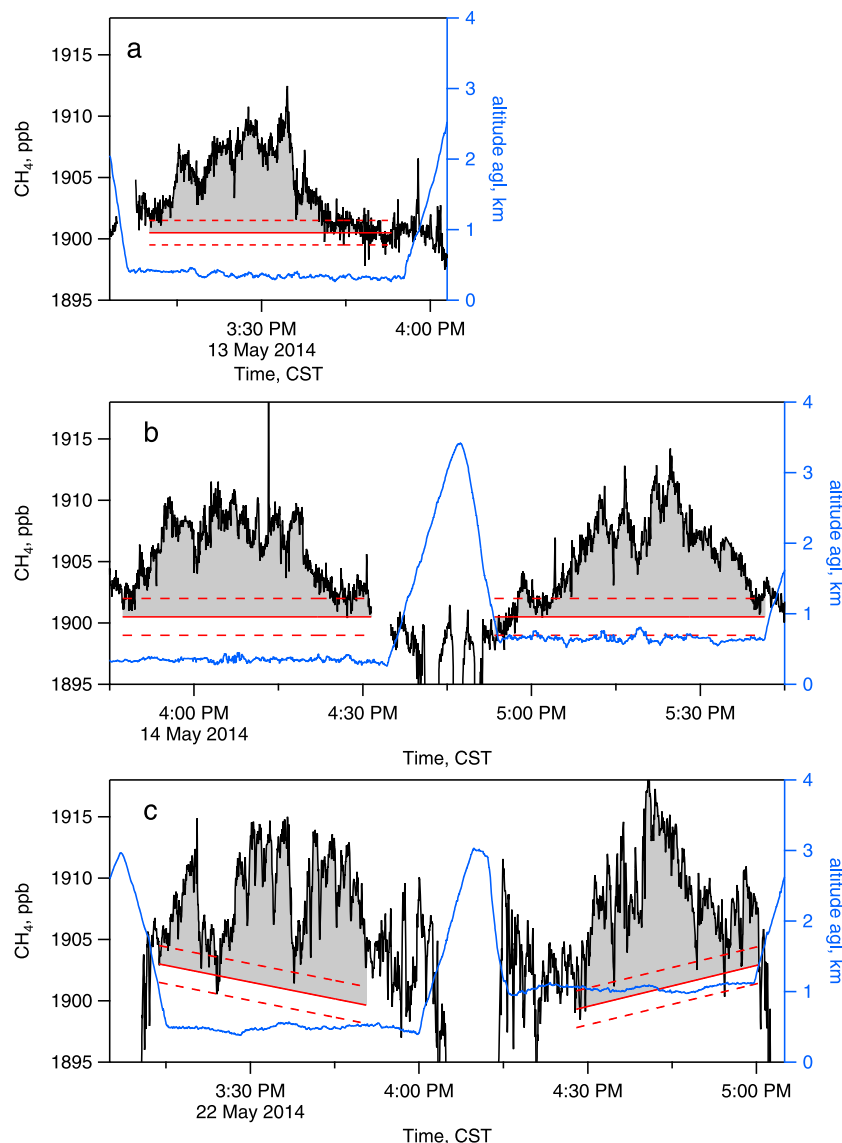 a
1915
1910
1905
1900
1895
CH4, ppb
4
3
2
1
0
altitude agl, km
3:30 PM
4:00 PM
13 May 2014
Time, CST
b
1915
1910
1905
1900
1895
CH4, ppb
4
3
2
1
0
altitude agl, km
4:00 PM
4:30 PM
5:00 PM
5:30 PM
14 May 2014
Time, CST
c
1915
1910
1905
1900
1895
CH4, ppb
4
3
2
1
0
altitude agl, km
3:30 PM
4:00 PM
4:30 PM
5:00 PM
22 May 2014
Time, CST